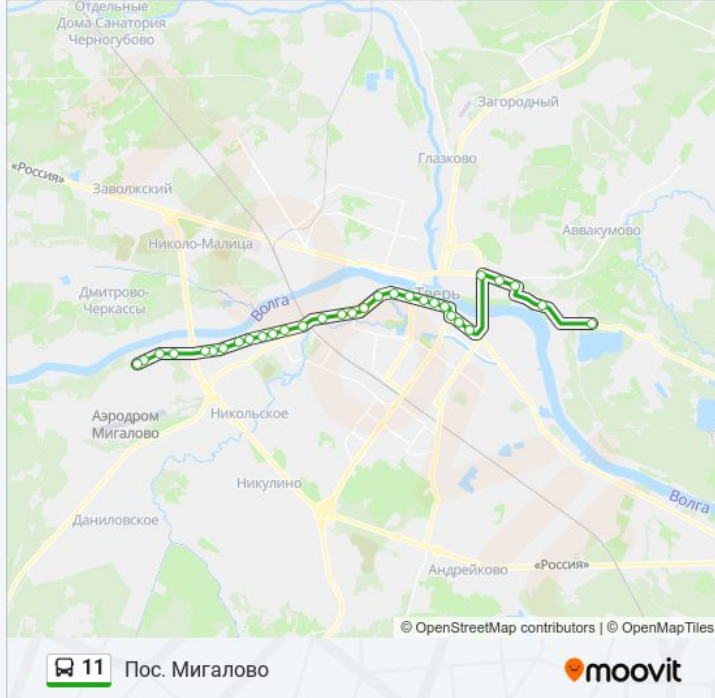 Отдельные
Дома Санатория
Черногубово
Загородный
Глазково
«Россия»
Заволжский
Аввакумово
Николо-Малица
Дмитрово-
Черкассы
Волга
Тверь
Аэродром
Мигалово
Никольское
Никулино
Волга
Даниловское
Андрейково
«Россия»
© OpenStreetMap contributors | © OpenMapTiles
11 Пос. Мигалово
moovit